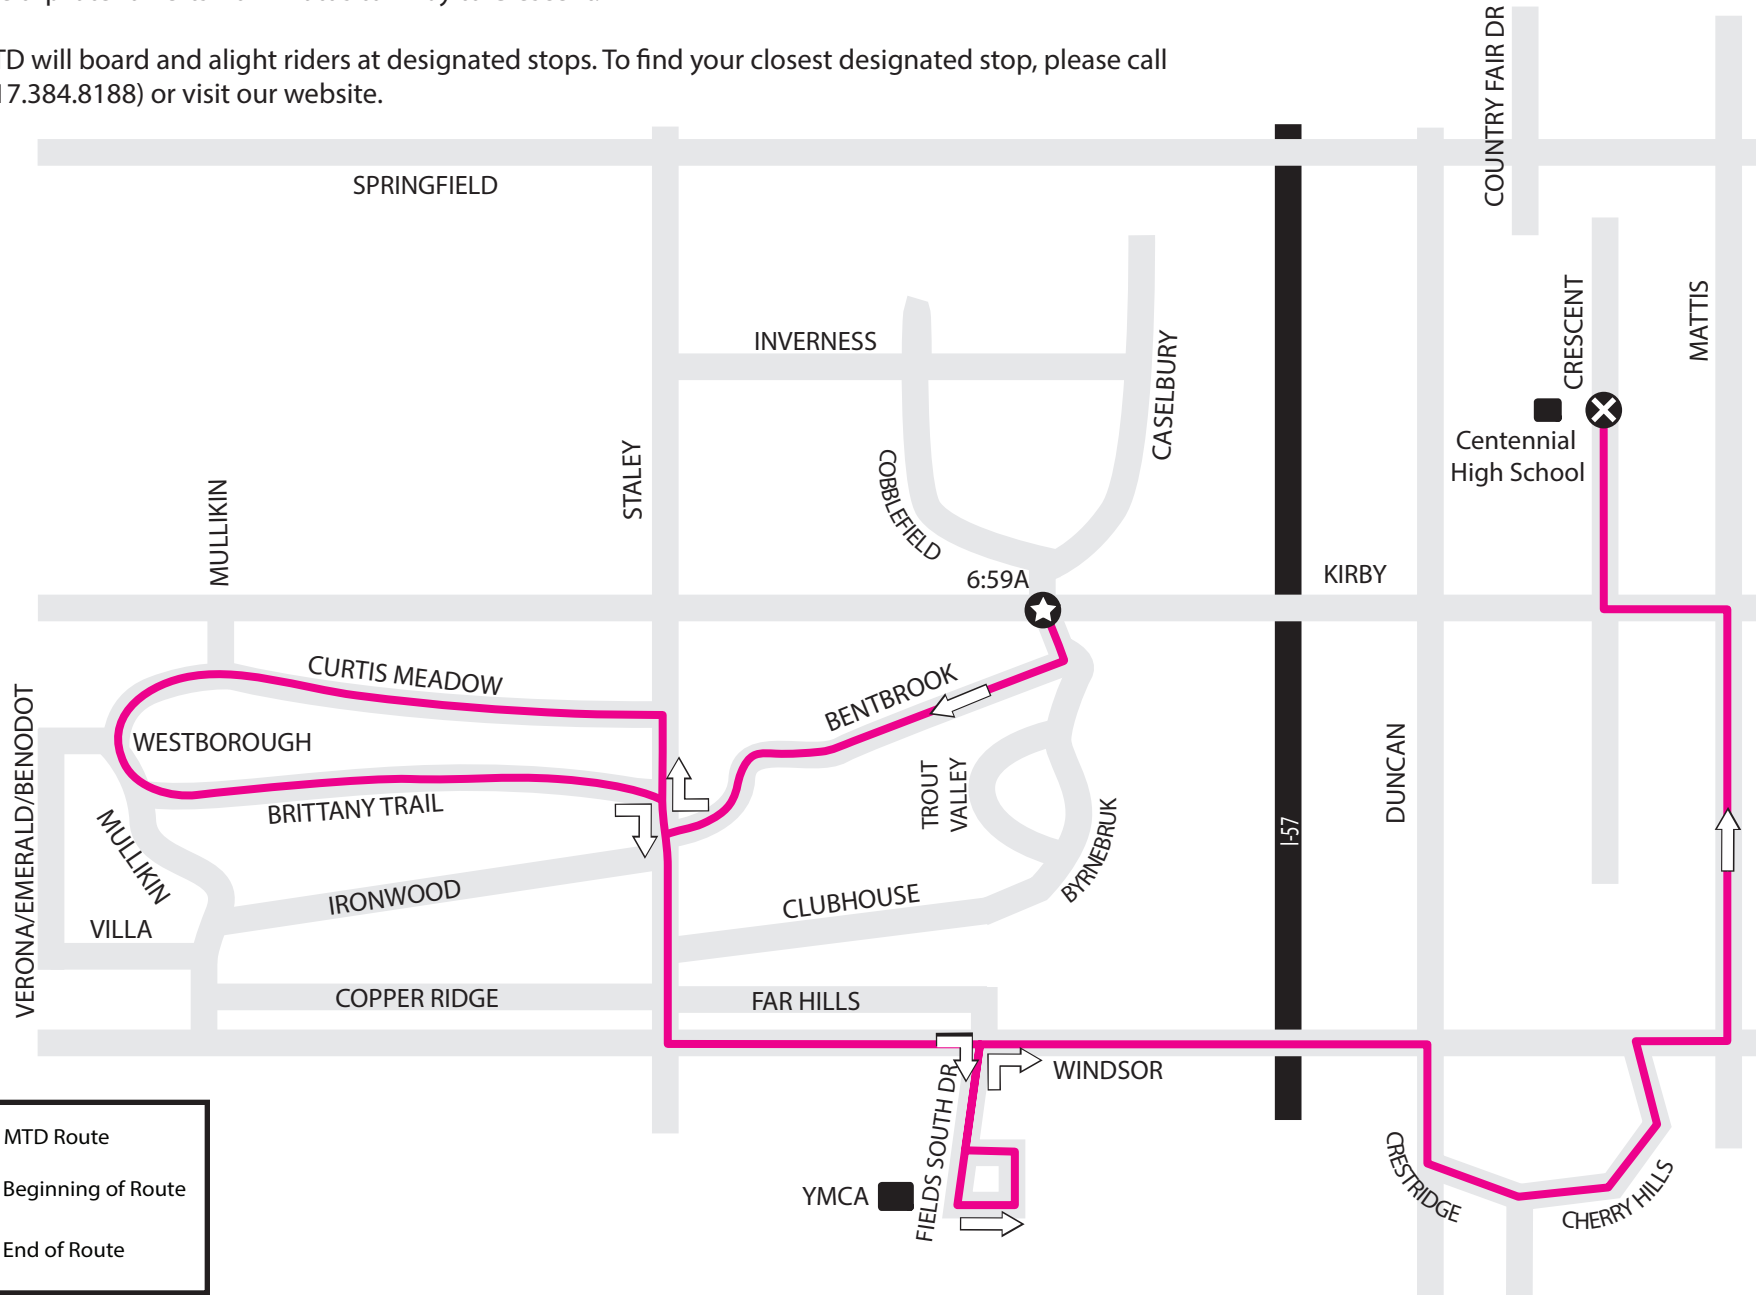 TD will board and alight riders at designated stops. To find your closest designated stop, please call
17.384.8188) or visit our website.
COUNTRY FAIR DR
SPRINGFIELD
INVERNESS
CASELBURY
CRESCENT
MATTIS
STALEY
COBBLEFIELD
Centennial
High School
MULLIKIN
6:59A
KIRBY
CURTIS MEADOW
BENTBROOK
VERONA/EMERALD/BENODOT
WESTBOROUGH
TROUT
VALLEY
DUNCAN
BRITTANY TRAIL
MULLIKIN
I-57
BYRNEBRUK
IRONWOOD
CLUBHOUSE
VILLA
COPPER RIDGE
FAR HILLS
WINDSOR
FIELDS SOUTH DR
MTD Route
CRESTRIDGE
CHERRY HILLS
YMCA
Beginning of Route
End of Route